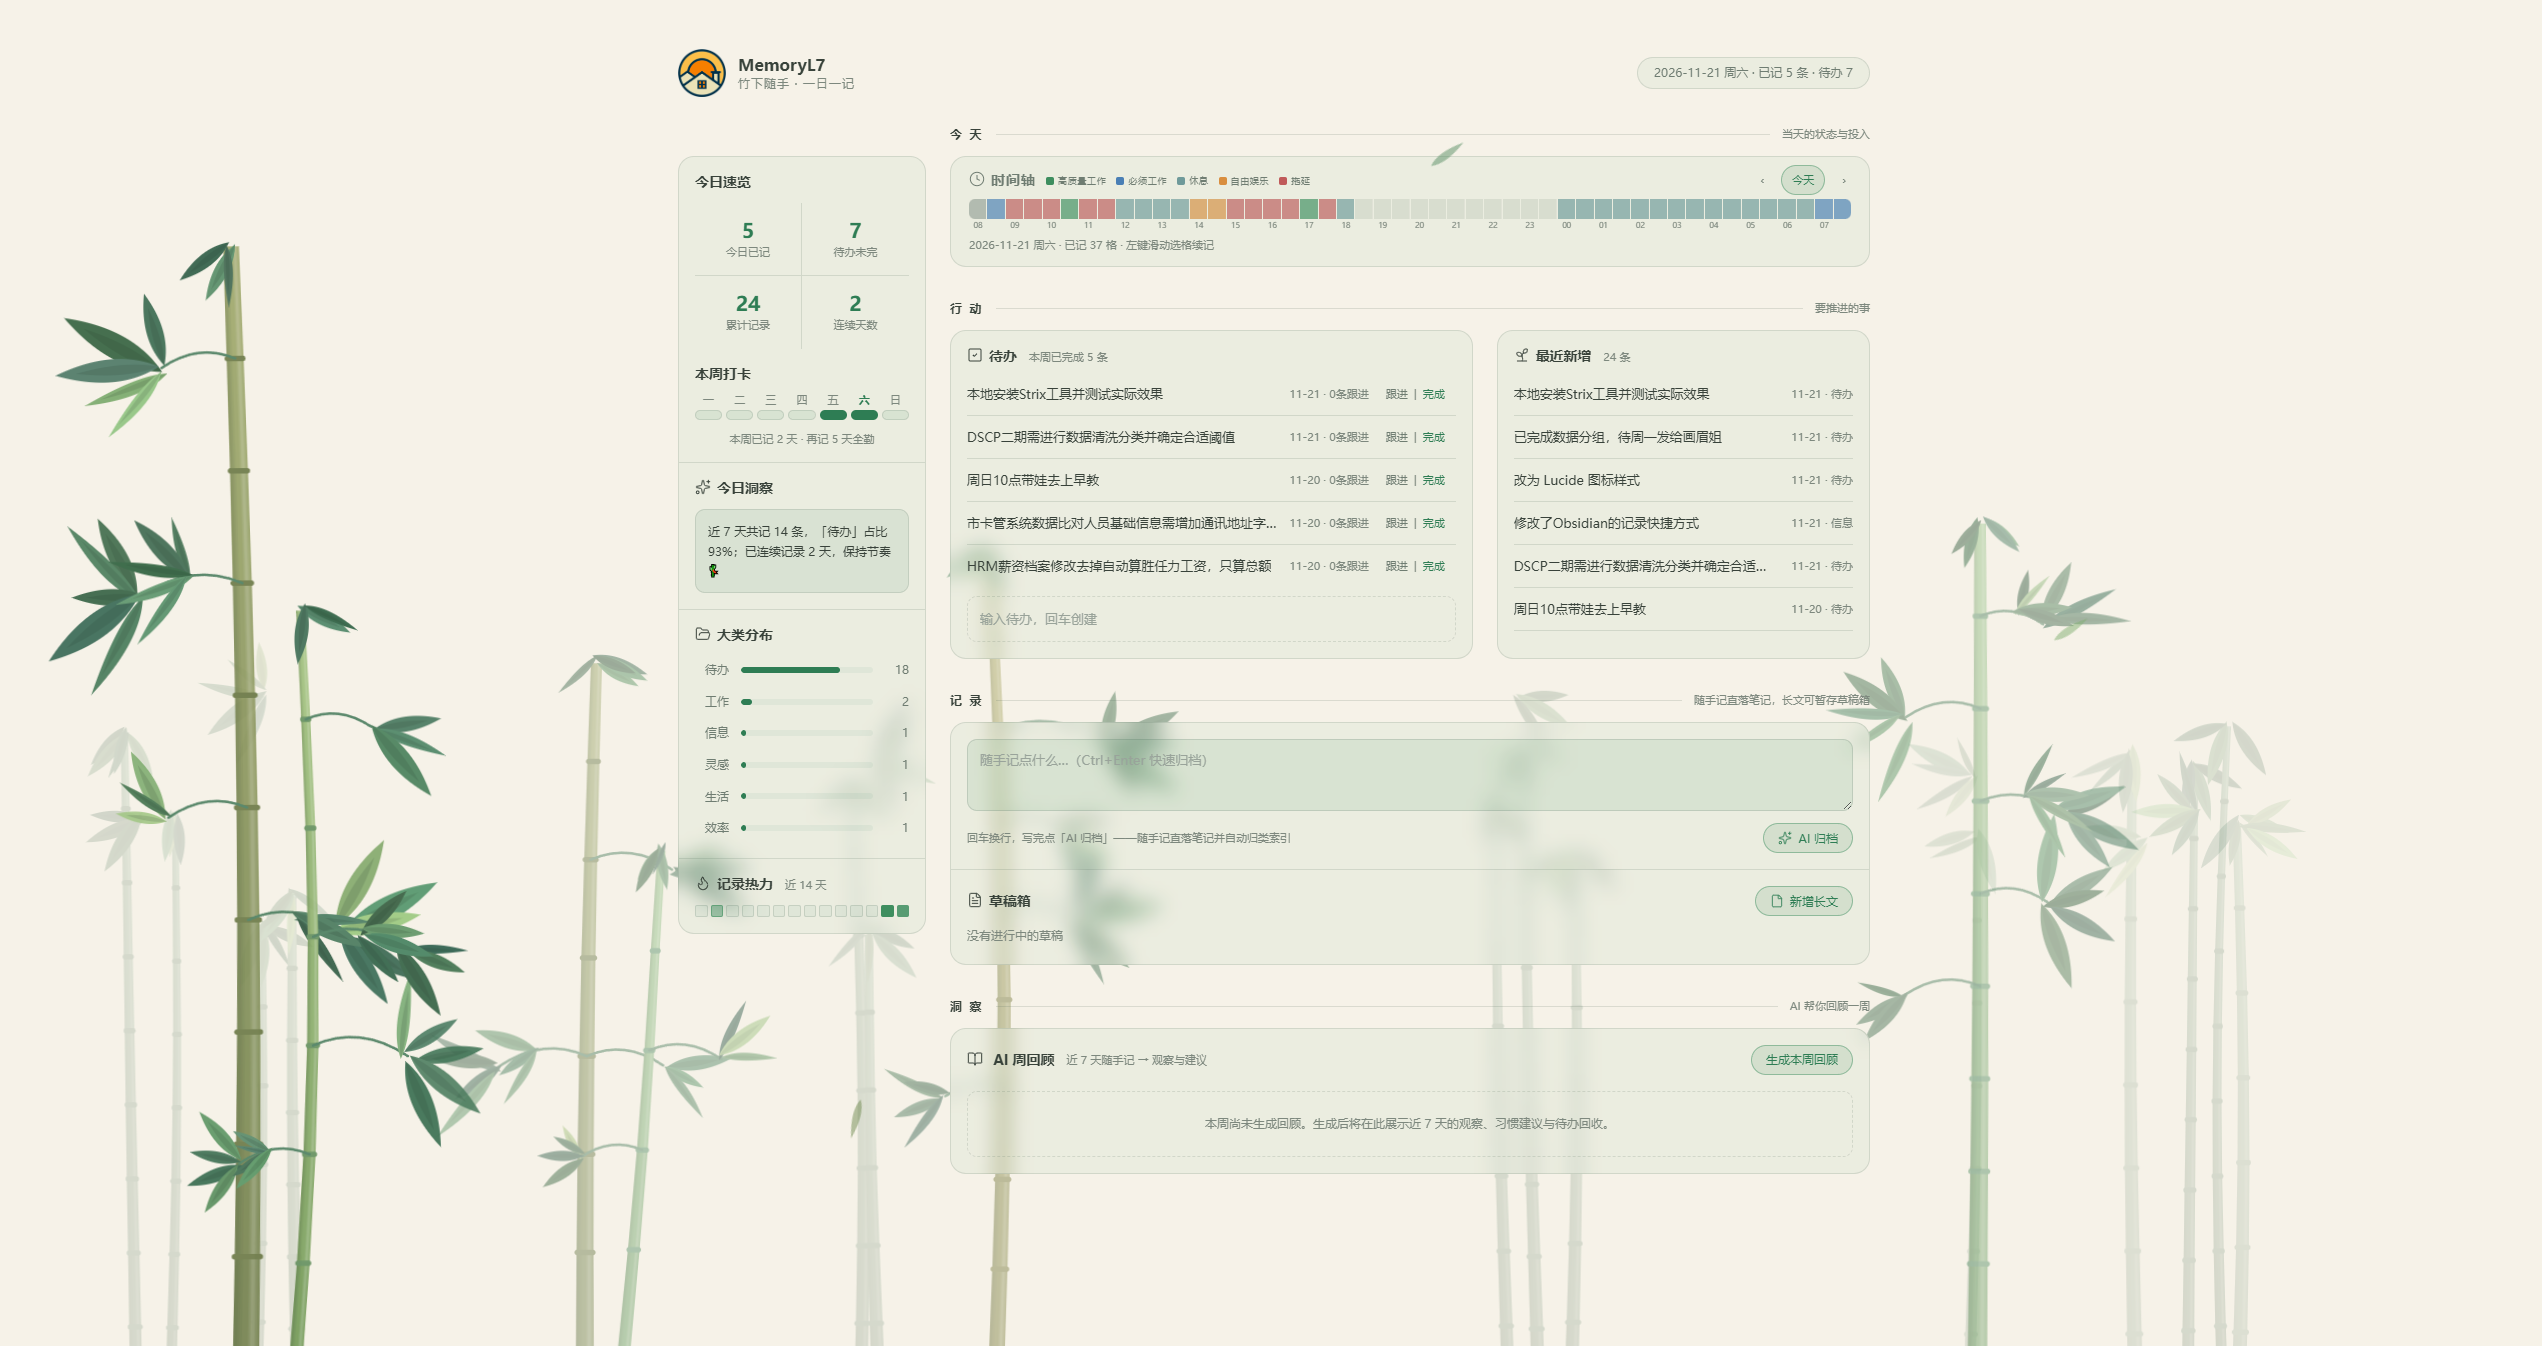 MemoryL7
竹下随手 · 一日一记
2026-11-21 周六 · 已记 5 条 · 待办 7
今日速览
5
今日已记
7
待办未完
24
累计记录
2
连续天数
本周打卡
一 二 三 四 五 六 日
本周已记 2 天 · 再记 5 天全勤
今日洞察
近 7 天共记 14 条，「待办」占比
93%；已连续记录 2 天，保持节奏
大类分布
待办 18
工作 2
信息 1
灵感 1
生活 1
效率 1
记录热力 近 14 天
今 天 当天的状态与投入
时间轴 高质量工作 必须工作 休息 自由娱乐 拖延 ‹ 今天 ›
08 09 10 11 12 13 14 15 16 17 18 19 20 21 22 23 00 01 02 03 04 05 06 07
2026-11-21 周六 · 已记 37 格 · 左键滑动选格续记
行 动 要推进的事
待办 本周已完成 5 条
本地安装Strix工具并测试实际效果 11-21 · 0条跟进 跟进 | 完成
DSCP二期需进行数据清洗分类并确定合适阈值 11-21 · 0条跟进 跟进 | 完成
周日10点带娃去上早教 11-20 · 0条跟进 跟进 | 完成
市卡管系统数据比对人员基础信息需增加通讯地址字... 11-20 · 0条跟进 跟进 | 完成
HRM薪资档案修改去掉自动算胜任力工资，只算总额 11-20 · 0条跟进 跟进 | 完成
输入待办，回车创建
最近新增 24 条
本地安装Strix工具并测试实际效果 11-21 · 待办
已完成数据分组，待周一发给画眉姐 11-21 · 待办
改为 Lucide 图标样式 11-21 · 待办
修改了Obsidian的记录快捷方式 11-21 · 信息
DSCP二期需进行数据清洗分类并确定合适... 11-21 · 待办
周日10点带娃去上早教 11-20 · 待办
记 录 随手记直落笔记，长文可暂存草稿箱
随手记点什么...（Ctrl+Enter 快速归档）
回车换行，写完点「AI 归档」——随手记直落笔记并自动归类索引 AI 归档
草稿箱 新增长文
没有进行中的草稿
洞 察 AI 帮你回顾一周
AI 周回顾 近 7 天随手记 → 观察与建议 生成本周回顾
本周尚未生成回顾。生成后将在此展示近 7 天的观察、习惯建议与待办回收。